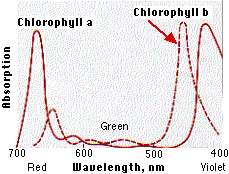 Chlorophyll a
Chlorophyll b
Absorption
Green
700 600 500 400
Red Wavelength, nm Violet